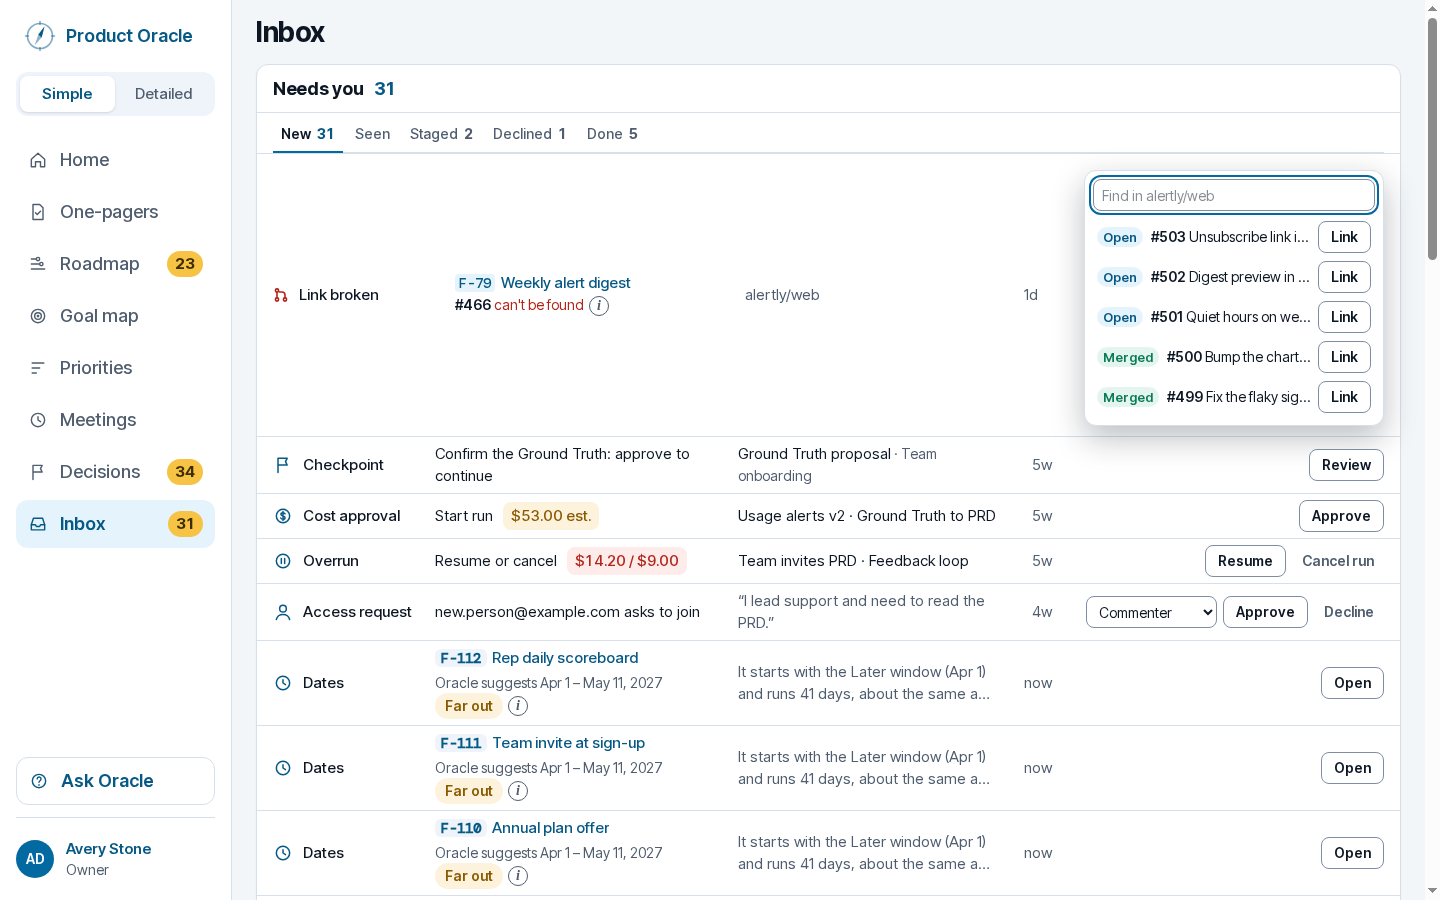 Product Oracle
Simple
Detailed
Home
One-pagers
Roadmap 23
Goal map
Priorities
Meetings
Decisions 34
Inbox 31
Ask Oracle
AD
Avery Stone
Owner
Inbox
Needs you 31
New 31
Seen
Staged 2
Declined 1
Done 5
Link broken
F-79 Weekly alert digest
#466 can't be found i
alertly/web
1d
Find in alertly/web
Open #503 Unsubscribe link i... Link
Open #502 Digest preview in ... Link
Open #501 Quiet hours on we... Link
Merged #500 Bump the chart... Link
Merged #499 Fix the flaky sig... Link
Checkpoint
Confirm the Ground Truth: approve to
continue
Ground Truth proposal · Team
onboarding
5w
Review
Cost approval
Start run $53.00 est.
Usage alerts v2 · Ground Truth to PRD
5w
Approve
Overrun
Resume or cancel $14.20 / $9.00
Team invites PRD · Feedback loop
5w
Resume
Cancel run
Access request
new.person@example.com asks to join
“I lead support and need to read the
PRD.”
4w
Commenter
Approve
Decline
Dates
F-112 Rep daily scoreboard
Oracle suggests Apr 1 – May 11, 2027
Far out i
It starts with the Later window (Apr 1)
and runs 41 days, about the same a...
now
Open
Dates
F-111 Team invite at sign-up
Oracle suggests Apr 1 – May 11, 2027
Far out i
It starts with the Later window (Apr 1)
and runs 41 days, about the same a...
now
Open
Dates
F-110 Annual plan offer
Oracle suggests Apr 1 – May 11, 2027
Far out i
It starts with the Later window (Apr 1)
and runs 41 days, about the same a...
now
Open